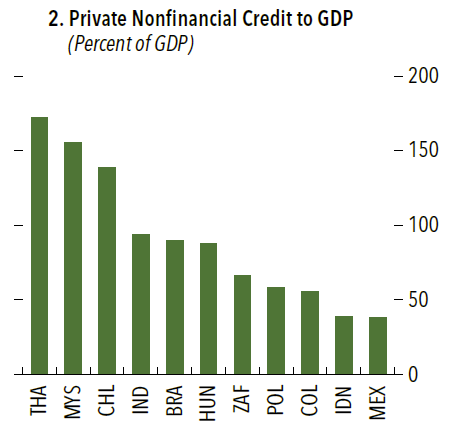 2. Private Nonfinancial Credit to GDP
(Percent of GDP)
200
150
100
50
0
THA
MYS
CHL
IND
BRA
HUN
ZAF
POL
COL
IDN
MEX